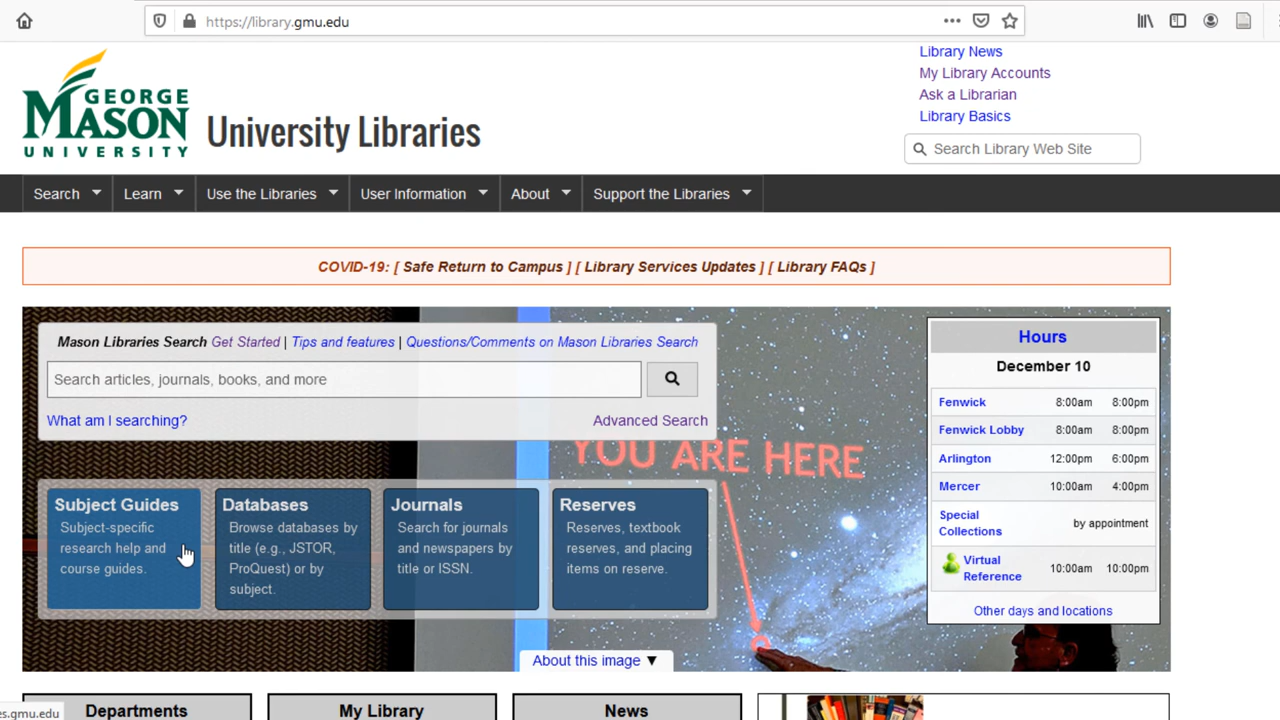 https://library.gmu.edu
GEORGE
MASON
UNIVERSITY
University Libraries
Library News
My Library Accounts
Ask a Librarian
Library Basics
Search Library Web Site
Search Learn Use the Libraries User Information About Support the Libraries
COVID-19: [ Safe Return to Campus ] [ Library Services Updates ] [ Library FAQs ]
Mason Libraries Search Get Started | Tips and features | Questions/Comments on Mason Libraries Search
Search articles, journals, books, and more
What am I searching? Advanced Search
YOU ARE HERE
Subject Guides
Subject-specific
research help and
course guides.
Databases
Browse databases by
title (e.g., JSTOR,
ProQuest) or by
subject.
Journals
Search for journals
and newspapers by
title or ISSN.
Reserves
Reserves, textbook
reserves, and placing
items on reserve.
Hours
December 10
Fenwick 8:00am 8:00pm
Fenwick Lobby 8:00am 8:00pm
Arlington 12:00pm 6:00pm
Mercer 10:00am 4:00pm
Special
Collections by appointment
Virtual
Reference 10:00am 10:00pm
Other days and locations
About this image ▼
es.gmu.edu
Departments My Library News